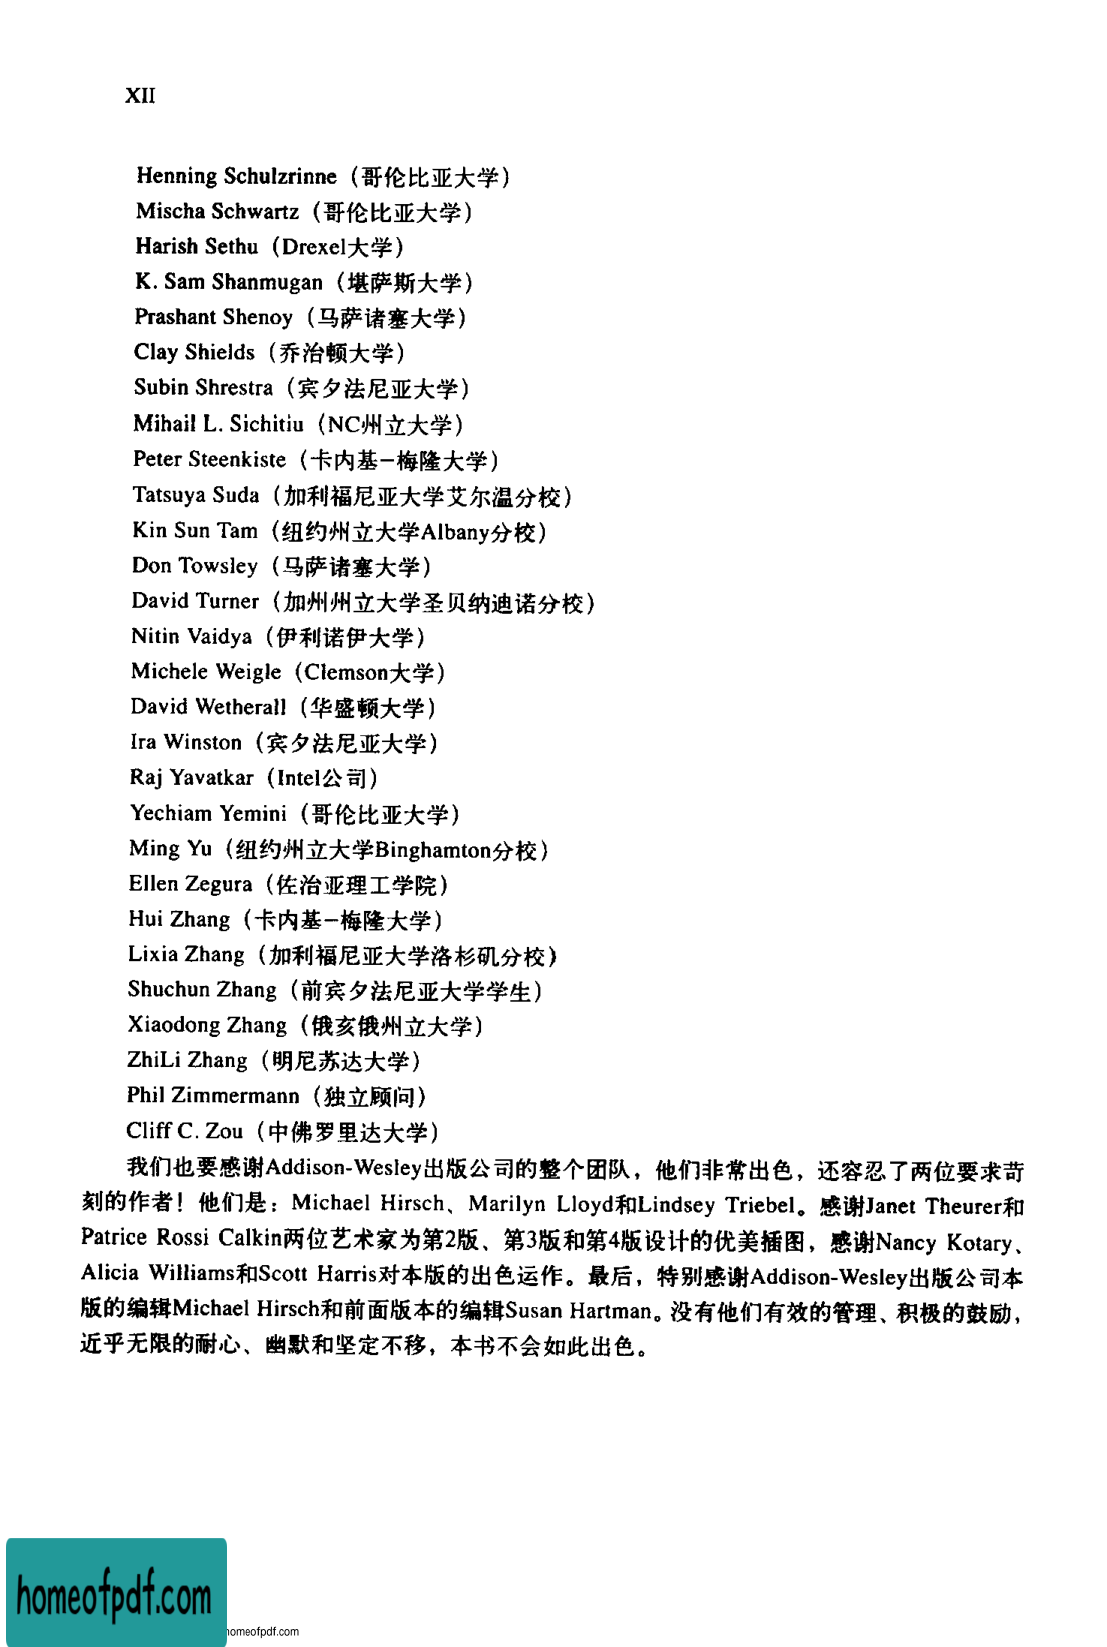 XII
Henning Schulzrinne（哥伦比亚大学）
Mischa Schwartz（哥伦比亚大学）
Harish Sethu（Drexel大学）
K. Sam Shanmugan（堪萨斯大学）
Prashant Shenoy（马萨诸塞大学）
Clay Shields（乔治顿大学）
Subin Shrestra（宾夕法尼亚大学）
Mihail L. Sichitiu（NC州立大学）
Peter Steenkiste（卡内基-梅隆大学）
Tatsuya Suda（加利福尼亚大学艾尔温分校）
Kin Sun Tam（纽约州立大学Albany分校）
Don Towsley（马萨诸塞大学）
David Turner（加州州立大学圣贝纳迪诺分校）
Nitin Vaidya（伊利诺伊大学）
Michele Weigle（Clemson大学）
David Wetherall（华盛顿大学）
Ira Winston（宾夕法尼亚大学）
Raj Yavatkar（Intel公司）
Yechiam Yemini（哥伦比亚大学）
Ming Yu（纽约州立大学Binghamton分校）
Ellen Zegura（佐治亚理工学院）
Hui Zhang（卡内基-梅隆大学）
Lixia Zhang（加利福尼亚大学洛杉矶分校）
Shuchun Zhang（前宾夕法尼亚大学学生）
Xiaodong Zhang（俄亥俄州立大学）
ZhiLi Zhang（明尼苏达大学）
Phil Zimmermann（独立顾问）
Cliff C. Zou（中佛罗里达大学）
我们也要感谢Addison-Wesley出版公司的整个团队，他们非常出色，还容忍了两位要求苛
刻的作者！他们是：Michael Hirsch、Marilyn Lloyd和Lindsey Triebel。感谢Janet Theurer和
Patrice Rossi Calkin两位艺术家为第2版、第3版和第4版设计的优美插图，感谢Nancy Kotary、
Alicia Williams和Scott Harris对本版的出色运作。最后，特别感谢Addison-Wesley出版公司本
版的编辑Michael Hirsch和前面版本的编辑Susan Hartman。没有他们有效的管理、积极的鼓励，
近乎无限的耐心、幽默和坚定不移，本书不会如此出色。
homeofpdf.com
homeofpdf.com